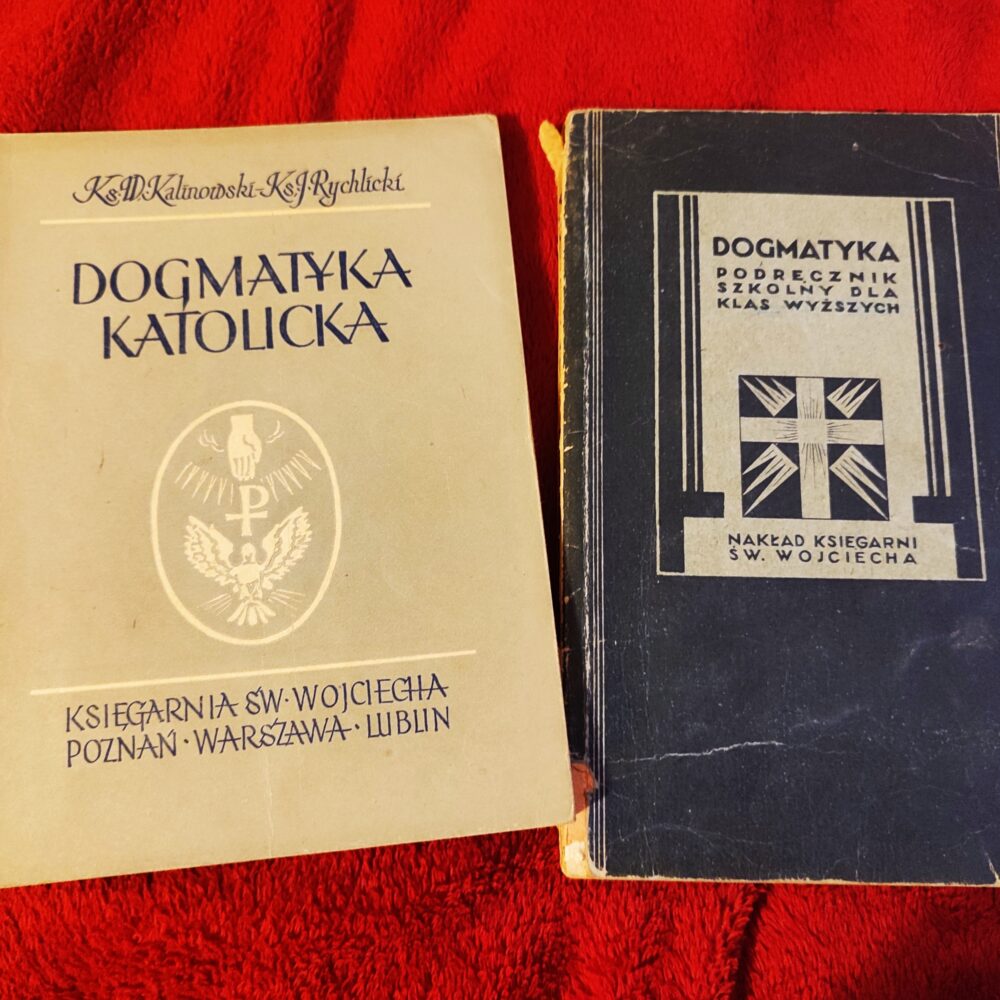 Ks. W. Kalinowski - Ks. J. Rychlicki
DOGMATYKA
KATOLICKA
KSIĘGARNIA ŚW. WOJCIECHA
POZNAŃ · WARSZAWA · LUBLIN
DOGMATYKA
PODRĘCZNIK
SZKOLNY DLA
KLAS WYŻSZYCH
NAKŁAD KSIĘGARNI
ŚW. WOJCIECHA